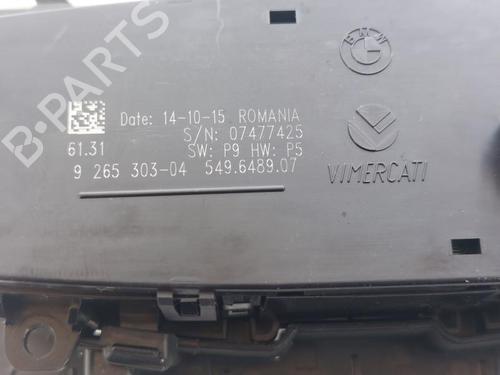 B-PARTS
BMW
Date: 14-10-15 ROMANIA
S/N: 07477425
61.31 SW: P9 HW: P5
9 265 303-04 549.6489.07
VIMERCATI